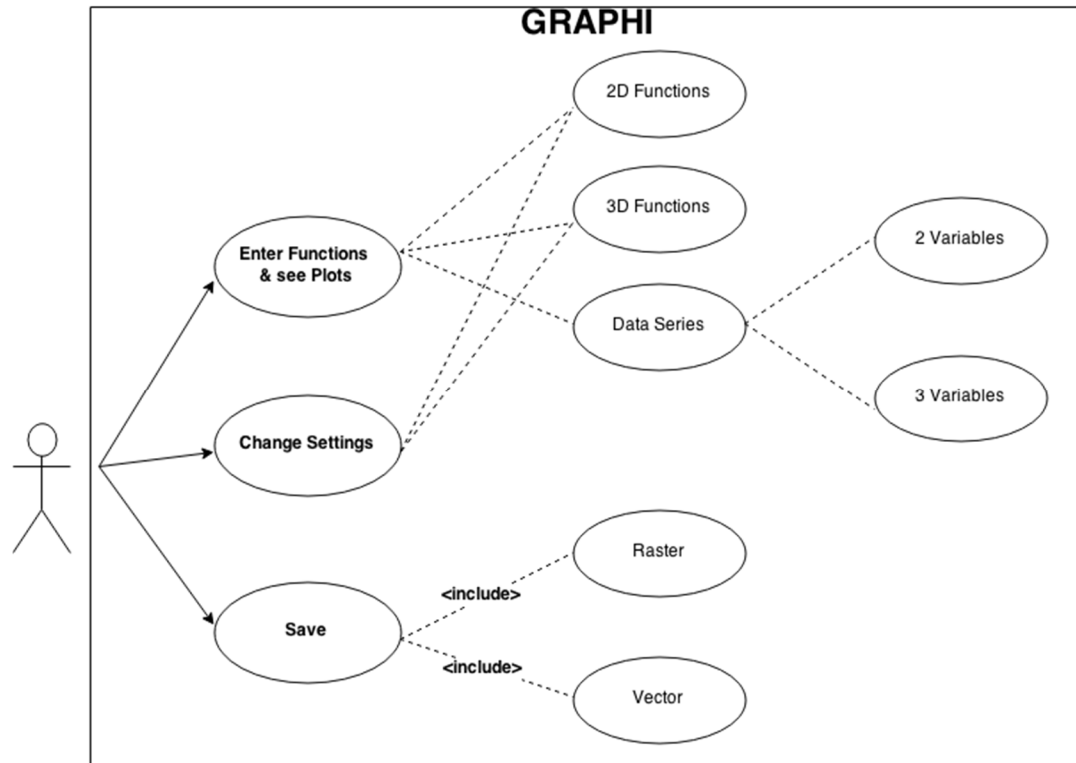 GRAPHI
2D Functions
3D Functions
Enter Functions
& see Plots
2 Variables
Data Series
3 Variables
Change Settings
Raster
<include>
Save
<include>
Vector